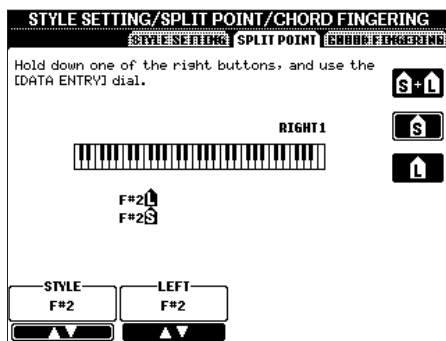 STYLE SETTING/SPLIT POINT/CHORD FINGERING
STYLE SETTING SPLIT POINT CHORD FINGERING
Hold down one of the right buttons, and use the
[DATA ENTRY] dial.
S+L
RIGHT1
S
L
F#2L
F#2S
STYLE LEFT
F#2 F#2